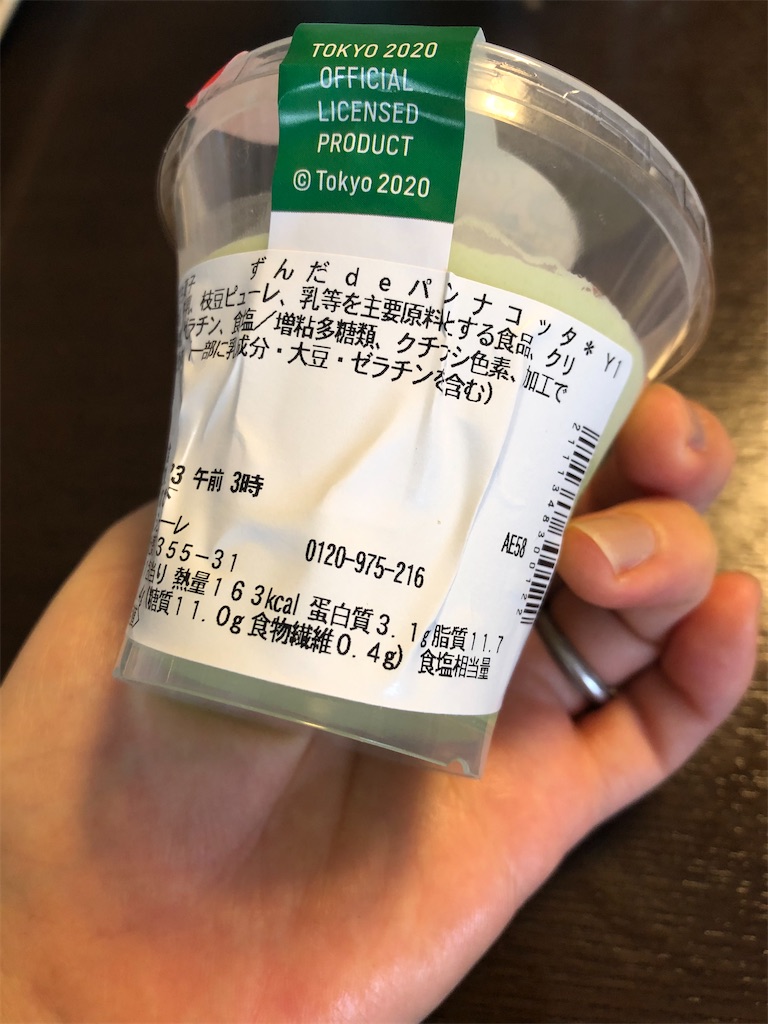 TOKYO 2020
OFFICIAL
LICENSED
PRODUCT
© Tokyo 2020
ずんだdeパンナコッタ* Y1
枝豆ピューレ、乳等を主要原料とする食品、クリ
ゼラチン、食塩/増粘多糖類、クチナシ色素、加工で
一部に乳成分・大豆・ゼラチンを含む)
午前 3時
ーレ
355-31
0120-975-216
AE58
熱量163kcal 蛋白質3.1g脂質11.7
糖質11.0g 食物繊維0.4g) 食塩相当量
2111348300122